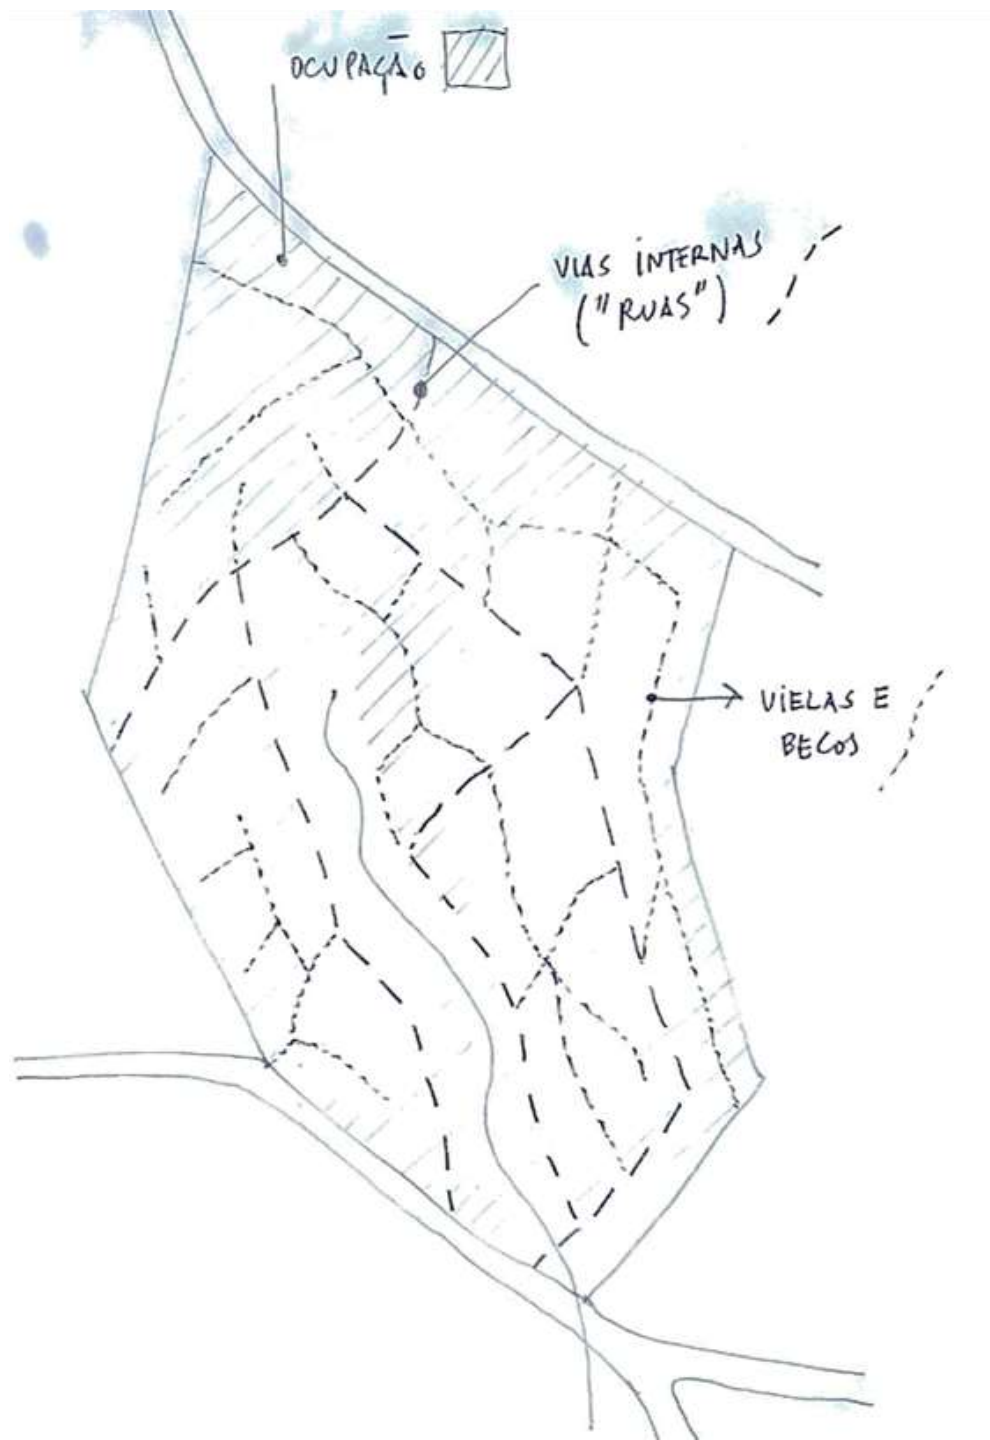 OCUPAÇÃO
VIAS INTERNAS
("RUAS")
VIELAS E
BECOS